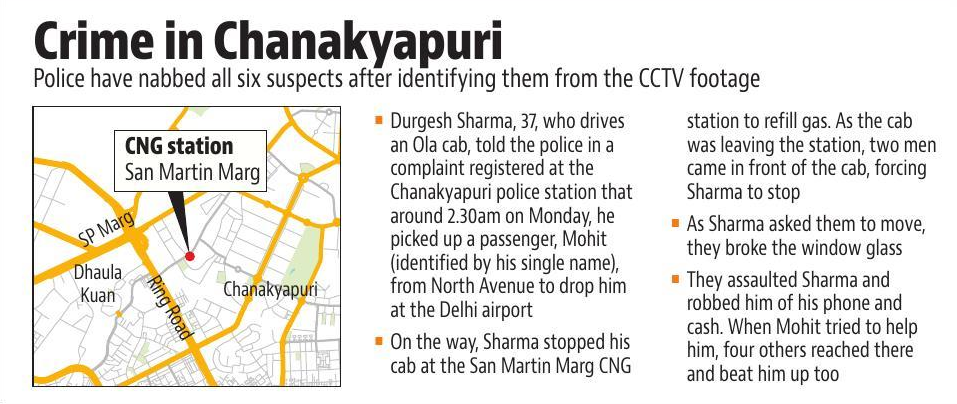 Crime in Chanakyapuri
Police have nabbed all six suspects after identifying them from the CCTV footage
CNG station
San Martin Marg
SP Marg
Dhaula
Kuan
Ring Road
Chanakyapuri
Durgesh Sharma, 37, who drives
an Ola cab, told the police in a
complaint registered at the
Chanakyapuri police station that
around 2.30am on Monday, he
picked up a passenger, Mohit
(identified by his single name),
from North Avenue to drop him
at the Delhi airport
On the way, Sharma stopped his
cab at the San Martin Marg CNG
station to refill gas. As the cab
was leaving the station, two men
came in front of the cab, forcing
Sharma to stop
As Sharma asked them to move,
they broke the window glass
They assaulted Sharma and
robbed him of his phone and
cash. When Mohit tried to help
him, four others reached there
and beat him up too